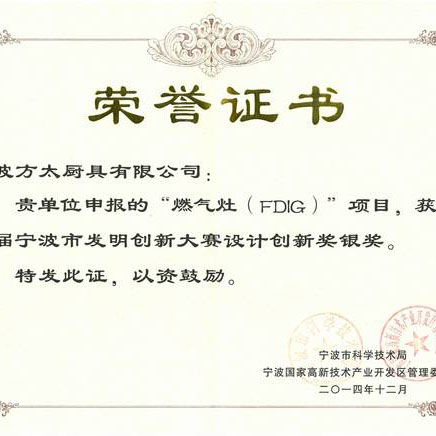 荣誉证书
波方太厨具有限公司：
贵单位申报的“燃气灶（FDIG）”项目，获
届宁波市发明创新大赛设计创新奖银奖。
特发此证，以资鼓励。
宁波市科学技术局
宁波国家高新技术产业开发区管理委
二〇一四年十二月